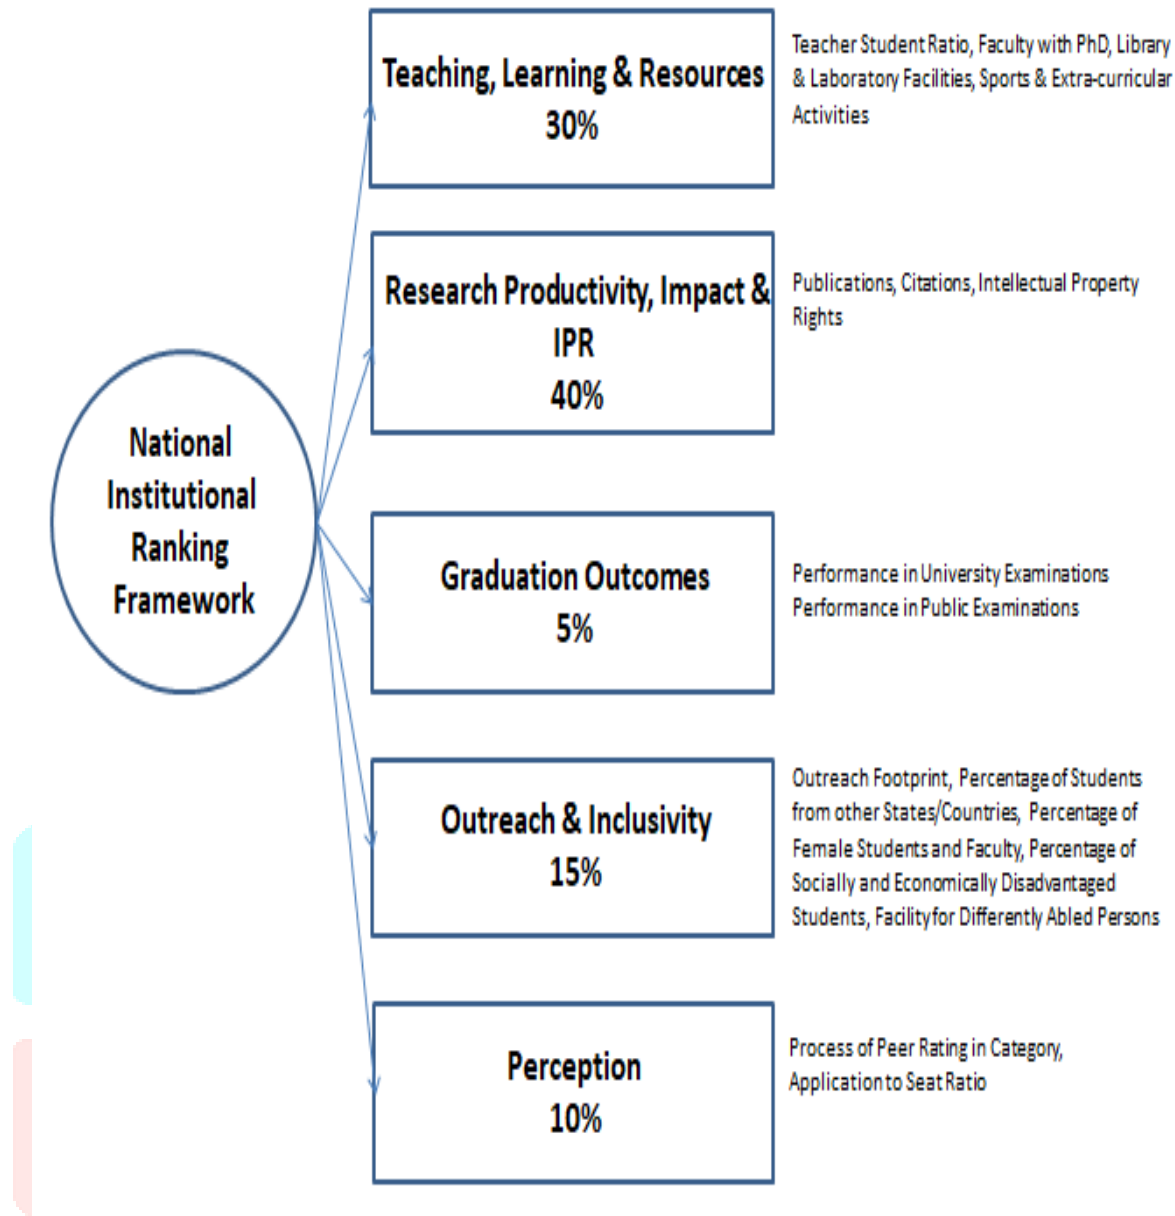 National
Institutional
Ranking
Framework
Teaching, Learning & Resources
30%
Teacher Student Ratio, Faculty with PhD, Library
& Laboratory Facilities, Sports & Extra-curricular
Activities
Research Productivity, Impact &
IPR
40%
Publications, Citations, Intellectual Property
Rights
Graduation Outcomes
5%
Performance in University Examinations
Performance in Public Examinations
Outreach & Inclusivity
15%
Outreach Footprint, Percentage of Students
from other States/Countries, Percentage of
Female Students and Faculty, Percentage of
Socially and Economically Disadvantaged
Students, Facility for Differently Abled Persons
Perception
10%
Process of Peer Rating in Category,
Application to Seat Ratio